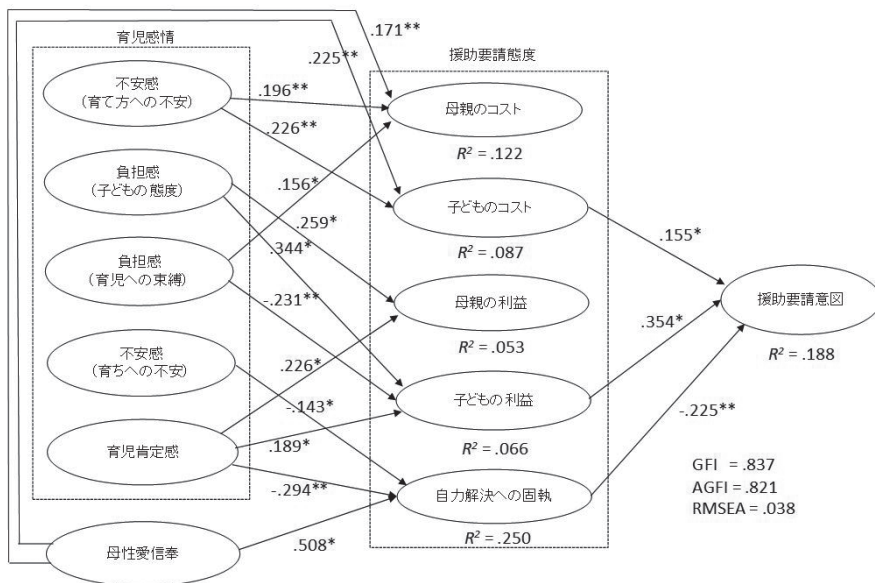 育児感情
不安感
(育て方への不安)
負担感
(子どもの態度)
負担感
(育児への束縛)
不安感
(育ちへの不安)
育児肯定感
母性愛信奉
.171**
.225**
.196**
.226**
.156*
.259*
.344*
-.231**
.226*
-.143*
.189*
-.294**
.508*
援助要請態度
母親のコスト
R² = .122
子どものコスト
R² = .087
母親の利益
R² = .053
子どもの利益
R² = .066
自力解決への固執
R² = .250
.155*
.354*
-.225**
援助要請意図
R² = .188
GFI = .837
AGFI = .821
RMSEA = .038